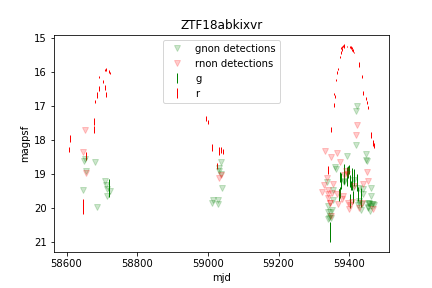 ZTF18abkixvr
gnon detections
rnon detections
g
r
magpsf
15
16
17
18
19
20
21
58600
58800
59000
59200
59400
mjd